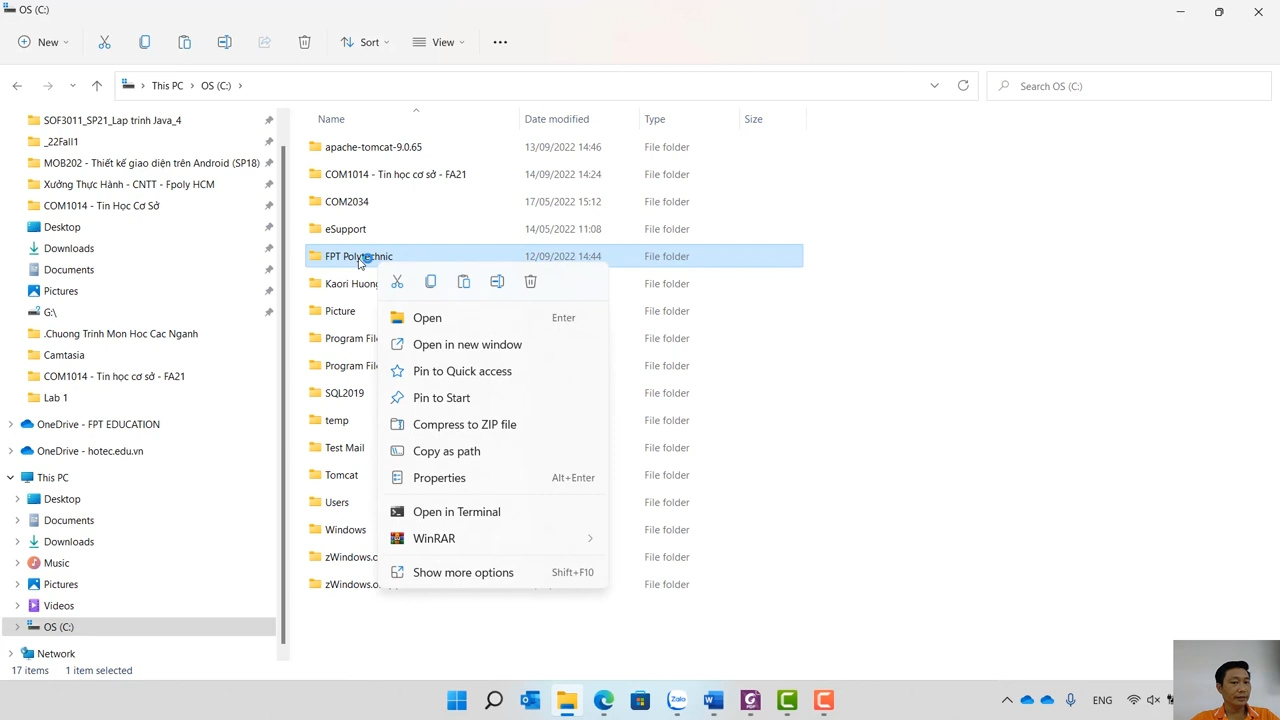 OS (C:)
New
Sort
View
This PC
OS (C:)
Search OS (C:)
SOF3011_SP21_Lap trinh Java_4
_22Fall1
MOB202 - Thiết kế giao diện trên Android (SP18)
Xưởng Thực Hành - CNTT - Fpoly HCM
COM1014 - Tin Học Cơ Sở
Desktop
Downloads
Documents
Pictures
G:\
.Chuong Trinh Mon Hoc Cac Nganh
Camtasia
COM1014 - Tin học cơ sở - FA21
Lab 1
OneDrive - FPT EDUCATION
OneDrive - hotec.edu.vn
This PC
Desktop
Documents
Downloads
Music
Pictures
Videos
OS (C:)
Network
Name Date modified Type Size
apache-tomcat-9.0.65 13/09/2022 14:46 File folder
COM1014 - Tin học cơ sở - FA21 14/09/2022 14:24 File folder
COM2034 17/05/2022 15:12 File folder
eSupport 14/05/2022 11:08 File folder
FPT Polytechnic 12/09/2022 14:44 File folder
Kaori Huong File folder
Picture File folder
Program File File folder
Program File File folder
SQL2019 File folder
temp File folder
Test Mail File folder
Tomcat File folder
Users File folder
Windows File folder
zWindows.o File folder
zWindows.o File folder
Open Enter
Open in new window
Pin to Quick access
Pin to Start
Compress to ZIP file
Copy as path
Properties Alt+Enter
Open in Terminal
WinRAR
Show more options Shift+F10
17 items 1 item selected
Zalo
PDF
ENG